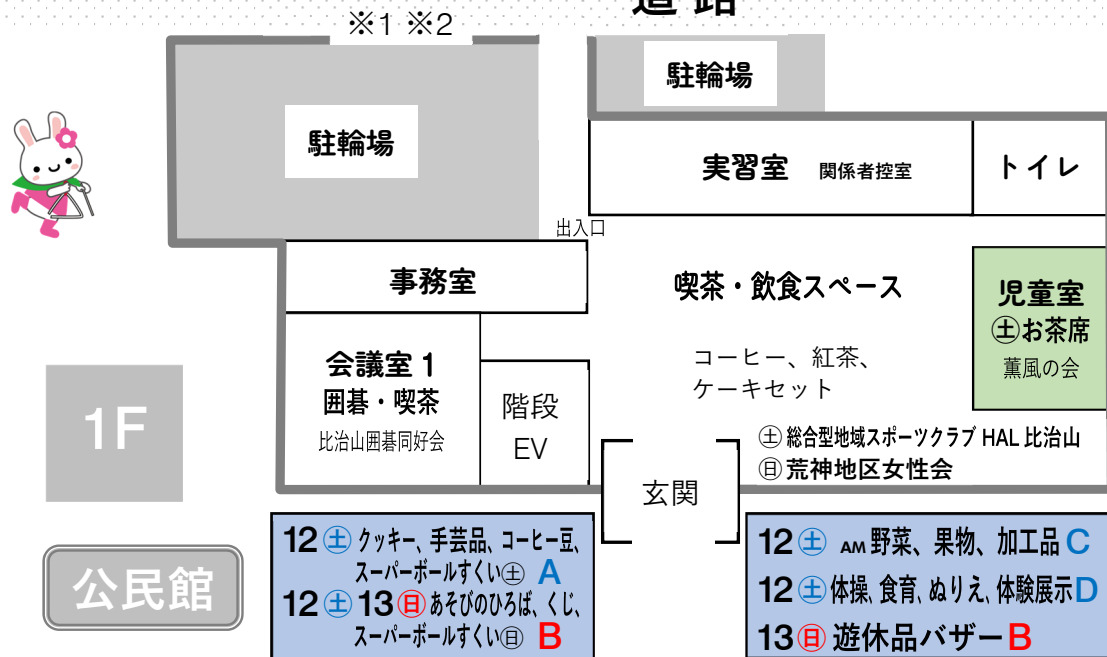 道路
※1 ※2
駐輪場
駐輪場
実習室 関係者控室
トイレ
出入口
事務室
喫茶・飲食スペース
コーヒー、紅茶、
ケーキセット
児童室
㊏お茶席
薫風の会
会議室1
囲碁・喫茶
比治山囲碁同好会
階段
EV
1F
㊏総合型地域スポーツクラブ HAL 比治山
㊐荒神地区女性会
玄関
公民館
12㊏クッキー、手芸品、コーヒー豆、
スーパーボールすくい㊏ A
12㊏13㊐あそびのひろば、くじ、
スーパーボールすくい㊐ B
12㊏ AM 野菜、果物、加工品 C
12㊏体操、食育、ぬりえ、体験展示 D
13㊐遊休品バザー B